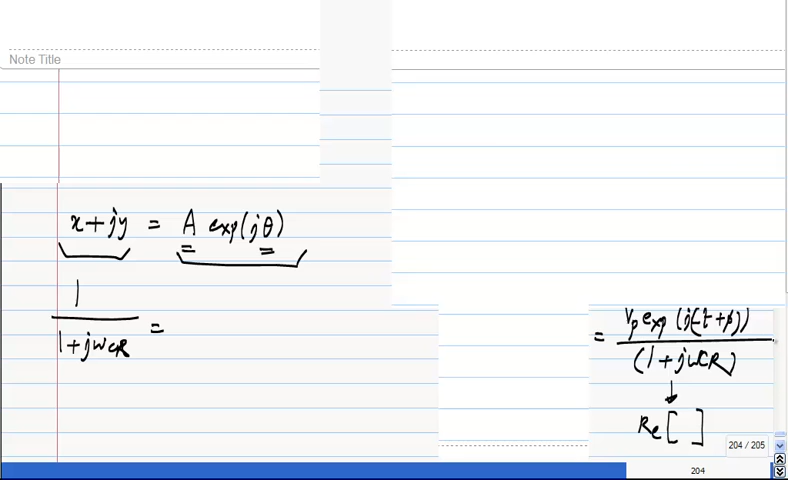 Note Title
x + jy = A exp(jθ)
1
1 + jωCR =
= Vp exp (j(-t + φ))
(1 + jωCR)
↓
Re [ ]
204 / 205
204